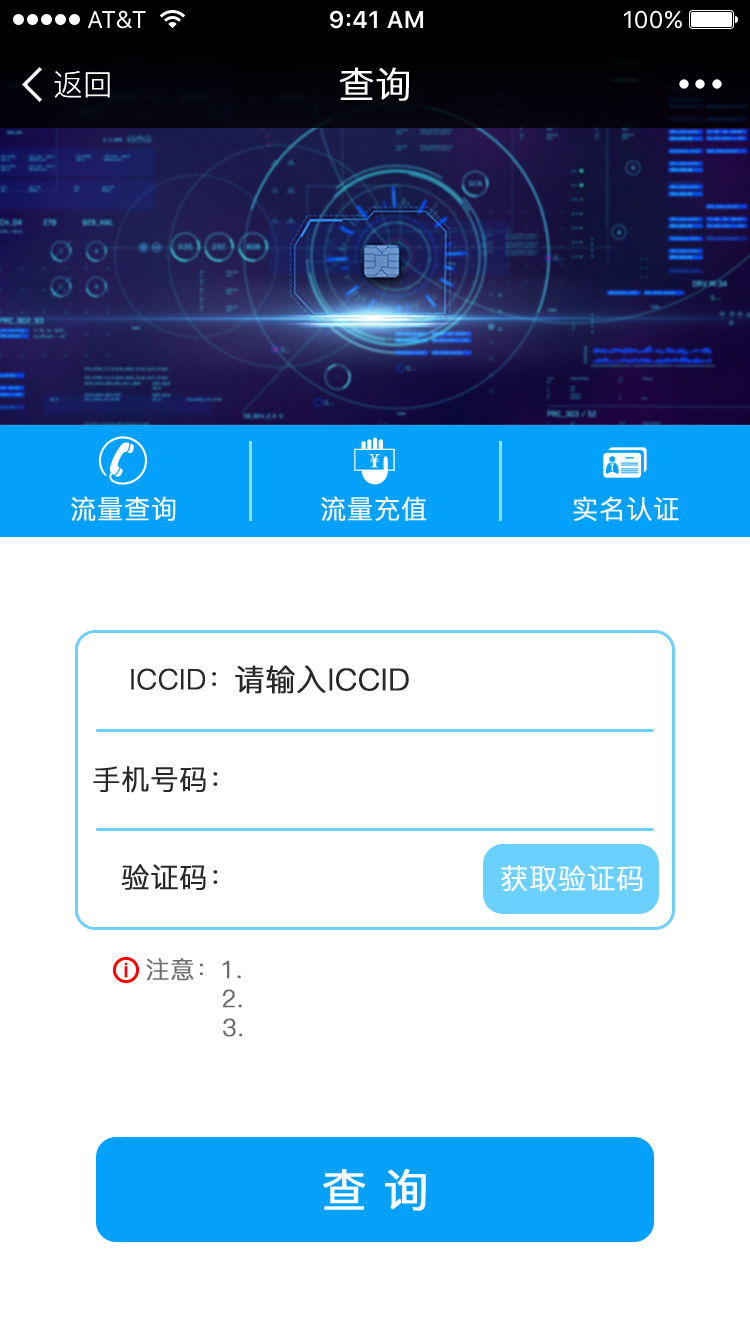 AT&T 9:41 AM 100%
返回 查询
流量查询 流量充值 实名认证
ICCID：请输入ICCID
手机号码：
验证码： 获取验证码
注意：1.
2.
3.
查 询